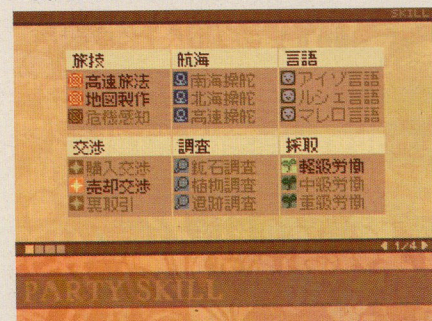 SKILL
旅技
高速旅法
地図製作
危機感知
航海
南海操舵
北海操舵
高速操舵
言語
アイゾ言語
ルシェ言語
マレロ言語
交渉
購入交渉
売却交渉
裏取引
調査
鉱石調査
植物調査
遺跡調査
採取
軽級労働
中級労働
重級労働
1/4
PARTY SKILL